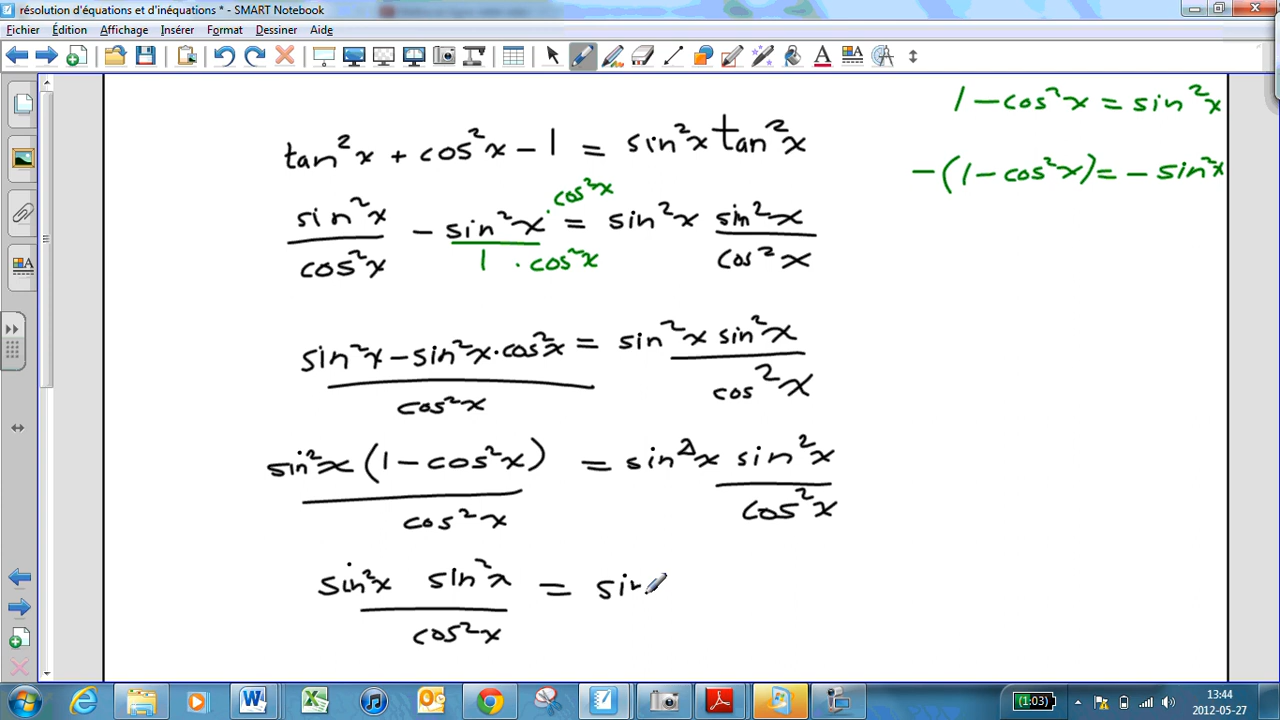 résolution d'équations et d'inéquations * - SMART Notebook
Fichier Édition Affichage Insérer Format Dessiner Aide
1 - cos²x = sin²x
tan²x + cos²x - 1 = sin²x tan²x
- (1 - cos²x) = - sin²x
· cos²x
sin²x - sin²x = sin²x sin²x
cos²x 1 · cos²x cos²x
sin²x - sin²x · cos²x = sin²x sin²x
cos²x cos²x
sin²x (1 - cos²x) = sin²x sin²x
cos²x cos²x
sin²x sin²x = sin
cos²x
(1:03) 13:44
2012-05-27